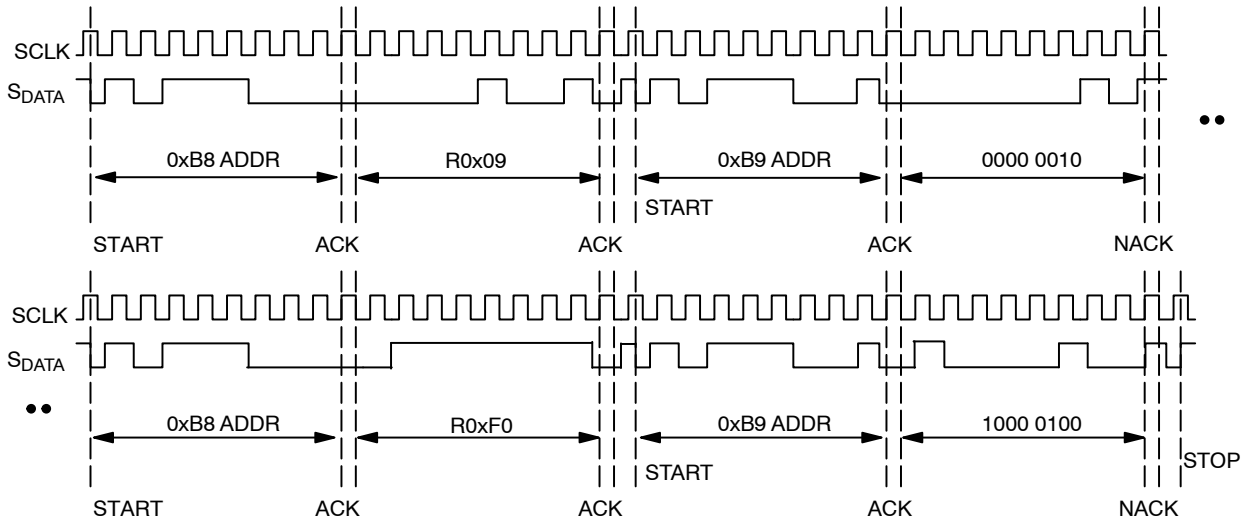 SCLK
SDATA
0xB8 ADDR R0x09 0xB9 ADDR 0000 0010
START
START ACK ACK ACK NACK
SCLK
SDATA
0xB8 ADDR R0xF0 0xB9 ADDR 1000 0100
START STOP
START ACK ACK ACK NACK